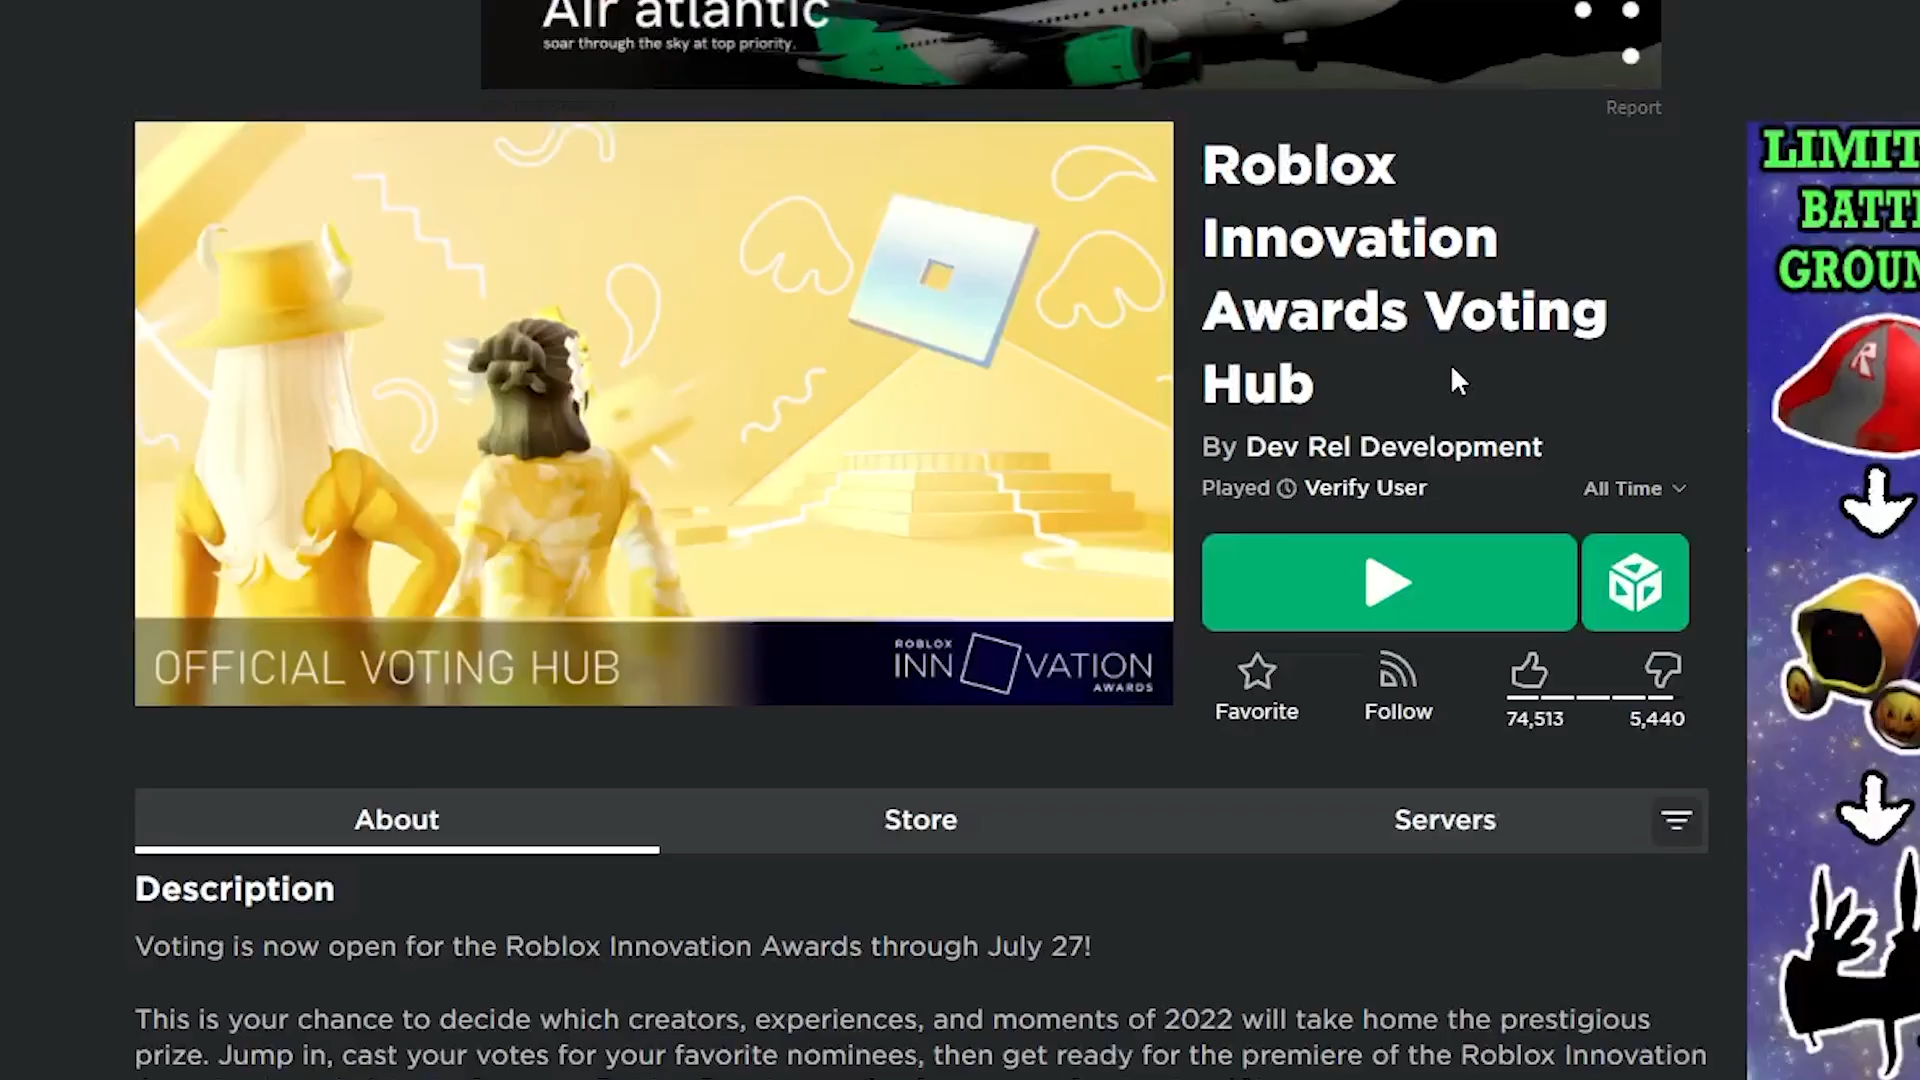 Air atlantic
soar through the sky at top priority.
Report
OFFICIAL VOTING HUB
ROBLOX
INNOVATION
AWARDS
Roblox
Innovation
Awards Voting
Hub
By Dev Rel Development
Played Verify User
All Time
Favorite
Follow
74,513
5,440
LIMIT
BATTL
GROUN
About
Store
Servers
Description
Voting is now open for the Roblox Innovation Awards through July 27!
This is your chance to decide which creators, experiences, and moments of 2022 will take home the prestigious
prize. Jump in, cast your votes for your favorite nominees, then get ready for the premiere of the Roblox Innovation